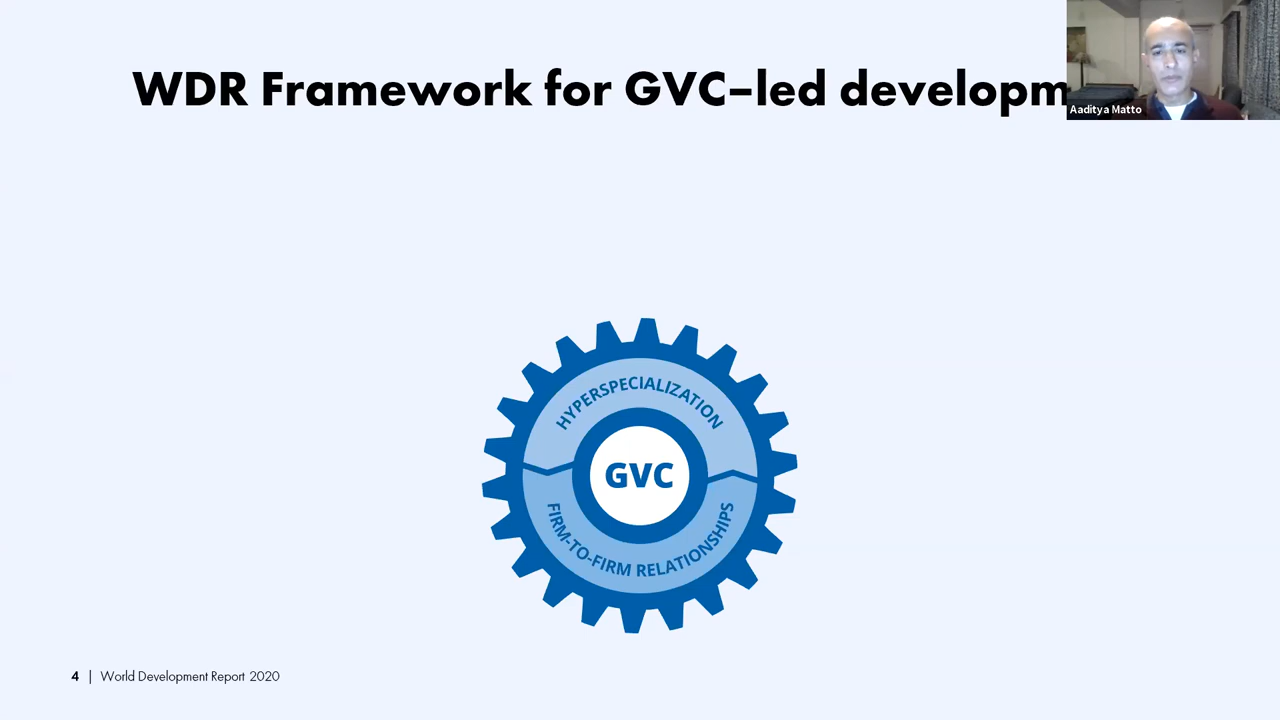 WDR Framework for GVC–led developm
Aaditya Matto
HYPERSPECIALIZATION
GVC
FIRM-TO-FIRM RELATIONSHIPS
4 | World Development Report 2020